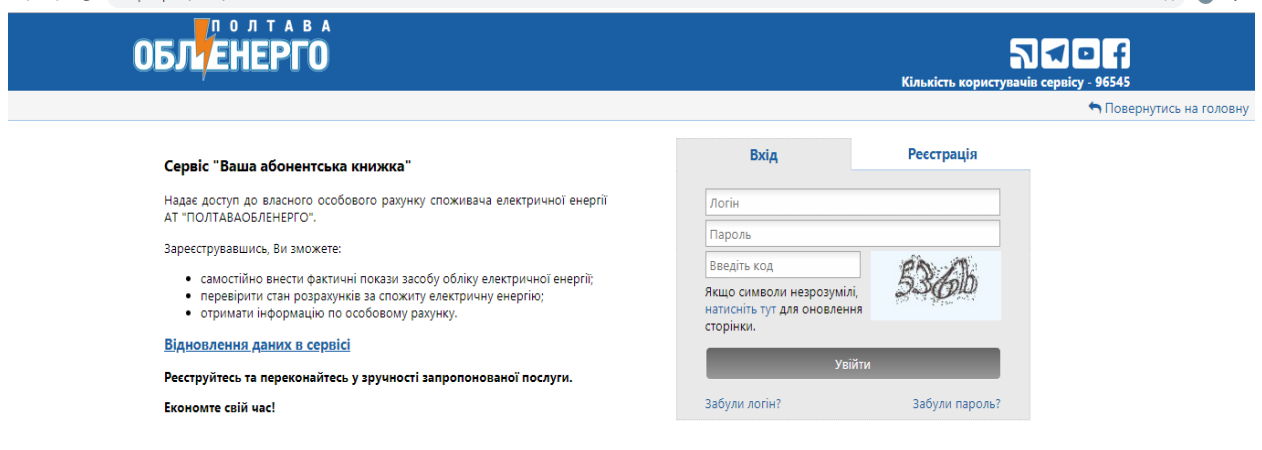 ПОЛТАВА
ОБЛЕНЕРГО
Кількість користувачів сервісу - 96545
Повернутись на головну
Сервіс "Ваша абонентська книжка"
Надає доступ до власного особового рахунку споживача електричної енергії
АТ "ПОЛТАВАОБЛЕНЕРГО".
Зареєструвавшись, Ви зможете:
самостійно внести фактичні покази засобу обліку електричної енергії;
перевірити стан розрахунків за спожиту електричну енергію;
отримати інформацію по особовому рахунку.
Відновлення даних в сервісі
Реєструйтесь та переконайтесь у зручності запропонованої послуги.
Економте свій час!
Вхід
Реєстрація
Логін
Пароль
Введіть код
Якщо символи незрозумілі,
натисніть тут для оновлення
сторінки.
Увійти
Забули логін?
Забули пароль?